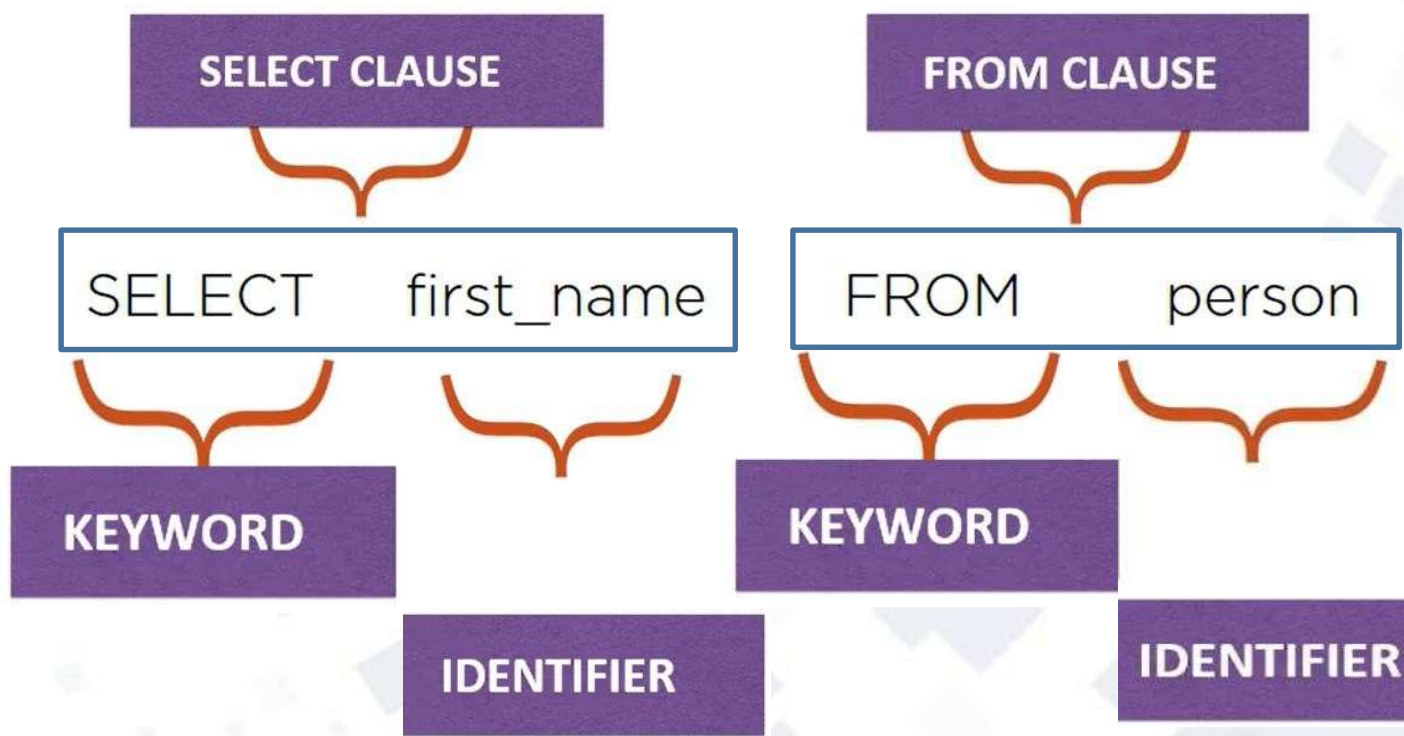 SELECT CLAUSE
FROM CLAUSE
SELECT first_name
FROM person
KEYWORD
KEYWORD
IDENTIFIER
IDENTIFIER